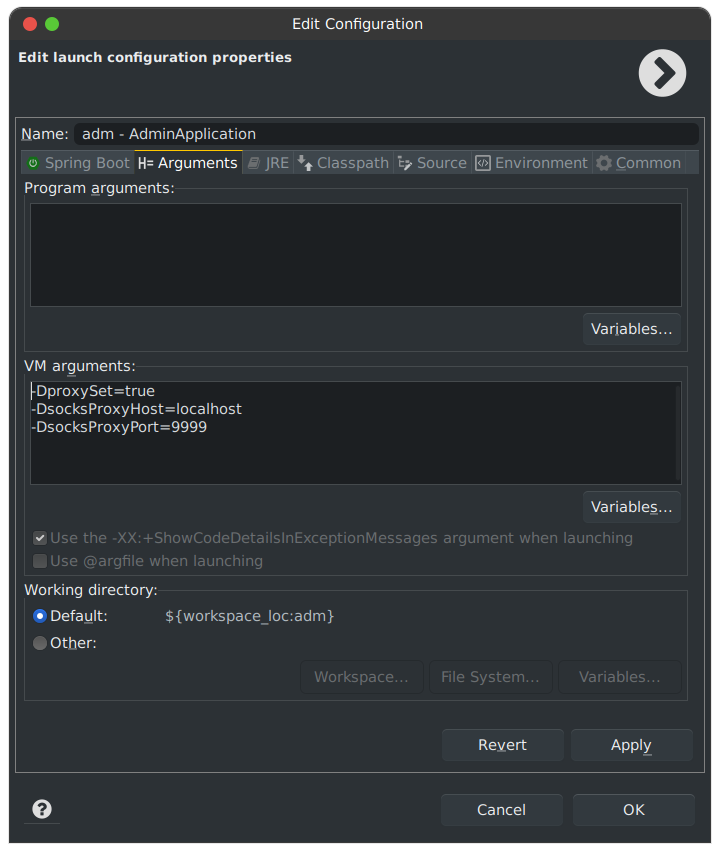 Edit Configuration
Edit launch configuration properties
Name: adm - AdminApplication
Spring Boot H= Arguments JRE Classpath Source Environment Common
Program arguments:
Variables...
VM arguments:
-DproxySet=true
-DsocksProxyHost=localhost
-DsocksProxyPort=9999
Variables...
Use the -XX:+ShowCodeDetailsInExceptionMessages argument when launching
Use @argfile when launching
Working directory:
Default: ${workspace_loc:adm}
Other:
Workspace... File System... Variables...
Revert Apply
? Cancel OK